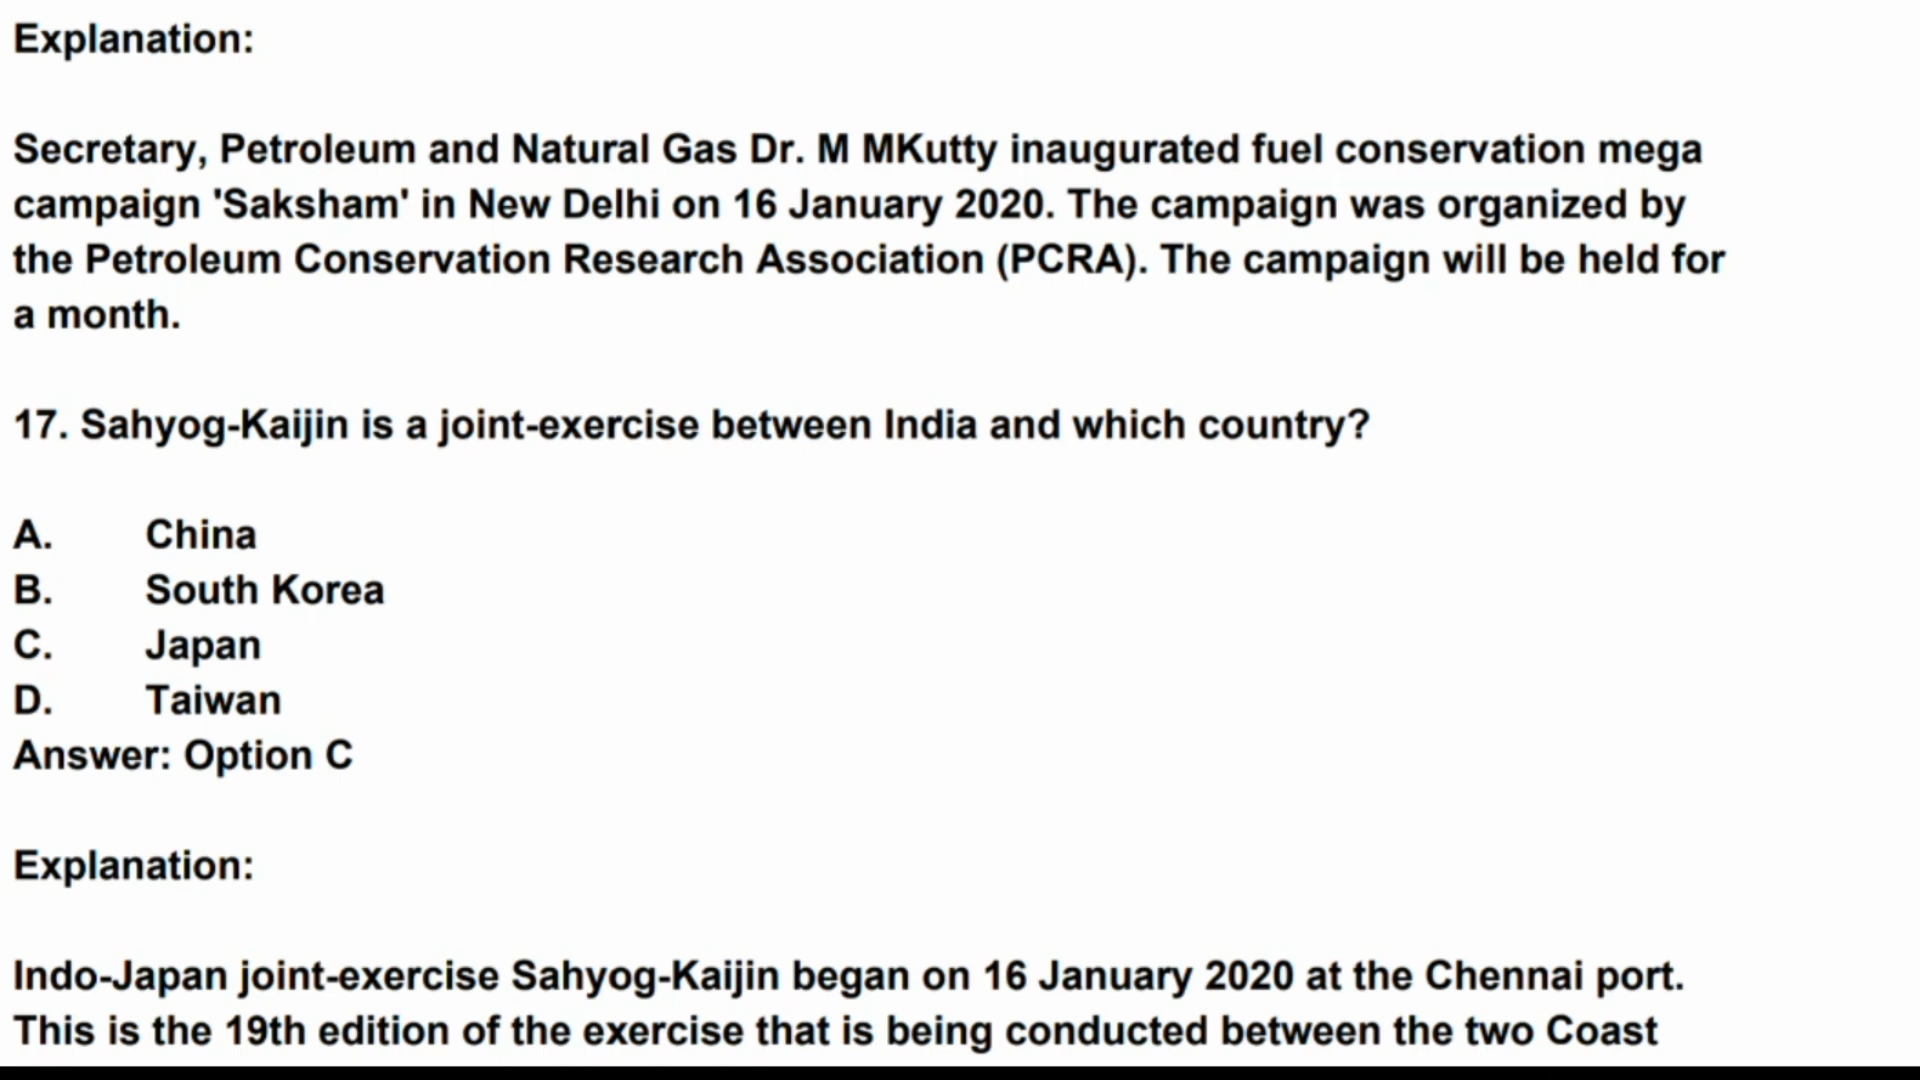 Explanation:
Secretary, Petroleum and Natural Gas Dr. M MKutty inaugurated fuel conservation mega
campaign 'Saksham' in New Delhi on 16 January 2020. The campaign was organized by
the Petroleum Conservation Research Association (PCRA). The campaign will be held for
a month.
17. Sahyog-Kaijin is a joint-exercise between India and which country?
A. China
B. South Korea
C. Japan
D. Taiwan
Answer: Option C
Explanation:
Indo-Japan joint-exercise Sahyog-Kaijin began on 16 January 2020 at the Chennai port.
This is the 19th edition of the exercise that is being conducted between the two Coast